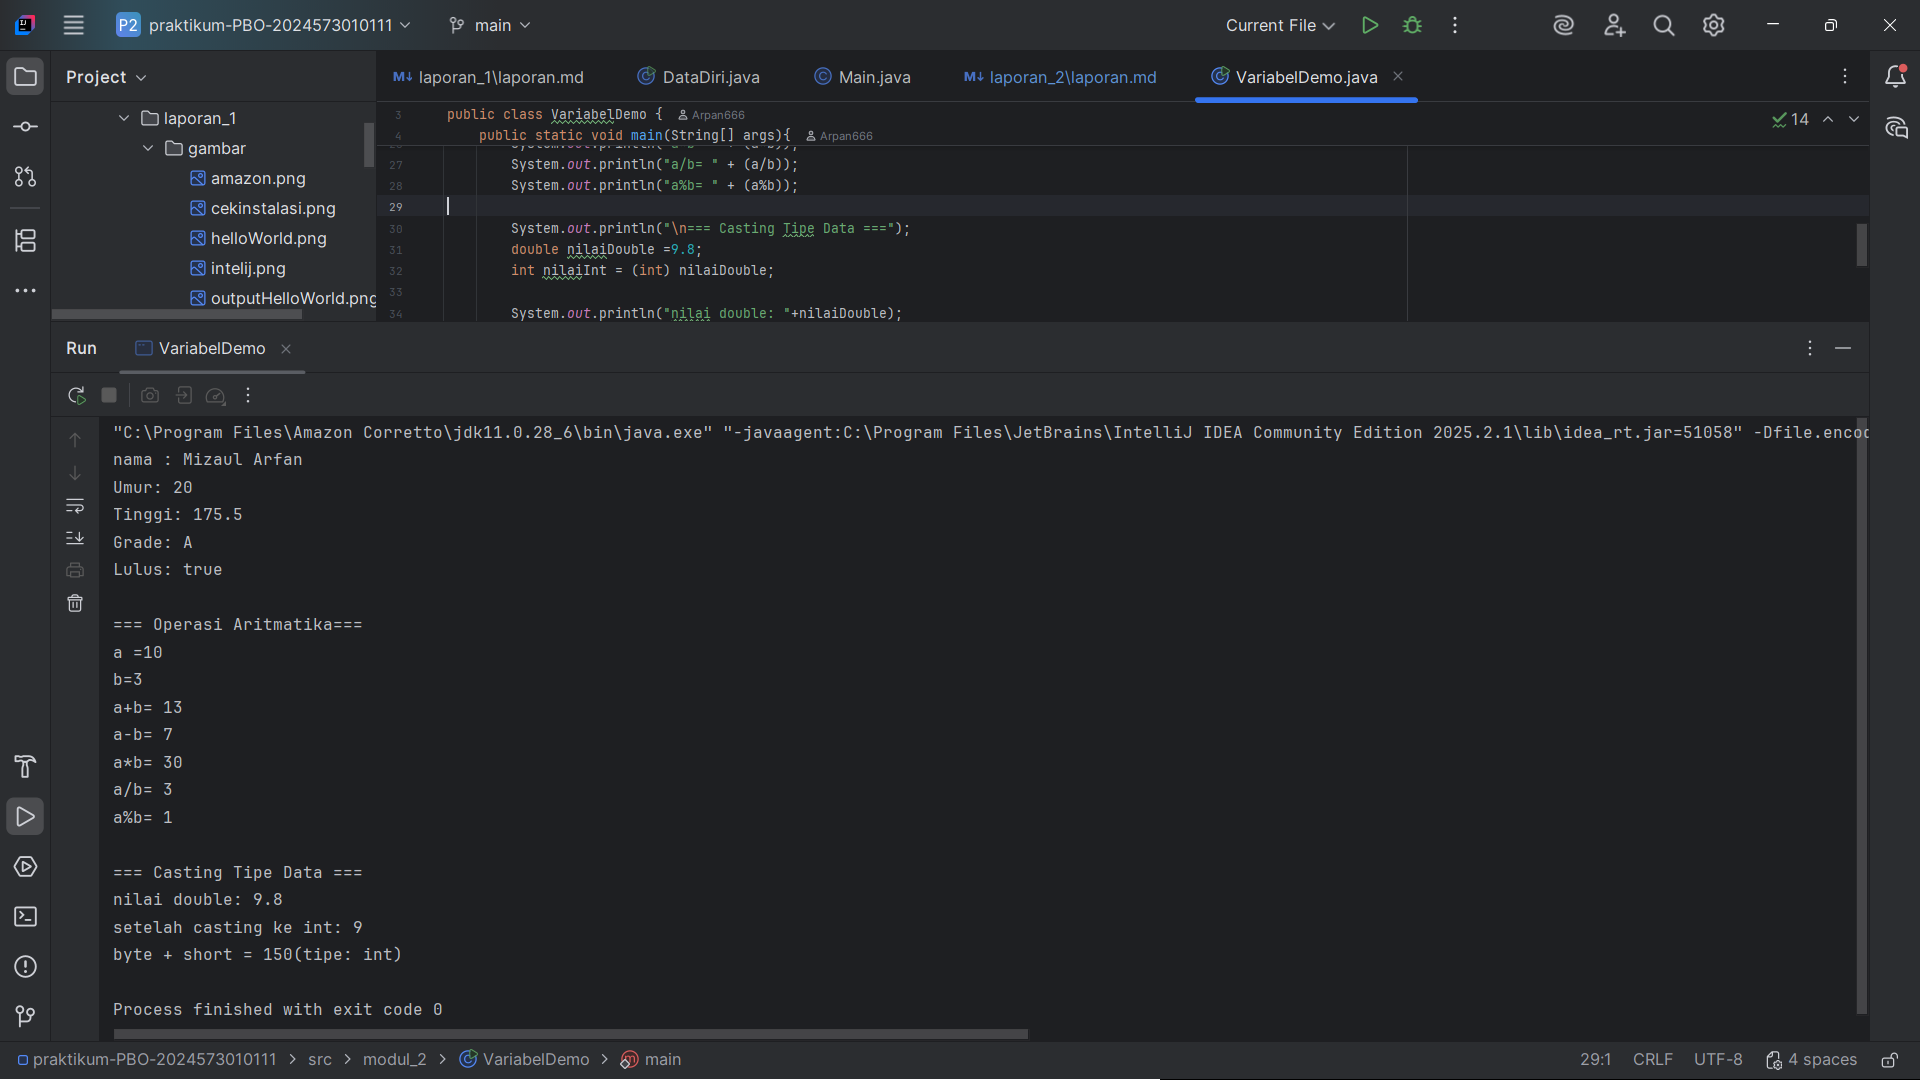 P2 praktikum-PBO-2024573010111 main Current File
Project
laporan_1\laporan.md DataDiri.java Main.java laporan_2\laporan.md VariabelDemo.java
laporan_1
gambar
amazon.png
cekinstalasi.png
helloWorld.png
intelij.png
outputHelloWorld.png
14
3 public class VariabelDemo { Arpan666
4 public static void main(String[] args){ Arpan666
27 System.out.println("a/b= " + (a/b));
28 System.out.println("a%b= " + (a%b));
29
30 System.out.println("\n=== Casting Tipe Data ===");
31 double nilaiDouble =9.8;
32 int nilaiInt = (int) nilaiDouble;
33
34 System.out.println("nilai double: "+nilaiDouble);
Run VariabelDemo
"C:\Program Files\Amazon Corretto\jdk11.0.28_6\bin\java.exe" "-javaagent:C:\Program Files\JetBrains\IntelliJ IDEA Community Edition 2025.2.1\lib\idea_rt.jar=51058" -Dfile.enco
nama : Mizaul Arfan
Umur: 20
Tinggi: 175.5
Grade: A
Lulus: true
=== Operasi Aritmatika===
a =10
b=3
a+b= 13
a-b= 7
a*b= 30
a/b= 3
a%b= 1
=== Casting Tipe Data ===
nilai double: 9.8
setelah casting ke int: 9
byte + short = 150(tipe: int)
Process finished with exit code 0
praktikum-PBO-2024573010111 > src > modul_2 > VariabelDemo > main 29:1 CRLF UTF-8 4 spaces